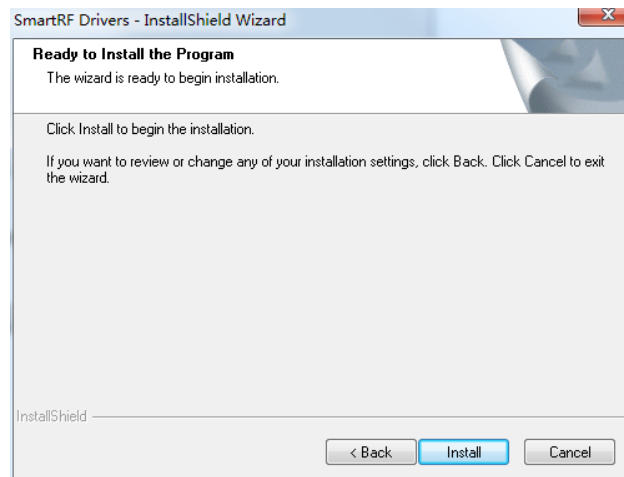 SmartRF Drivers - InstallShield Wizard
Ready to Install the Program
The wizard is ready to begin installation.
Click Install to begin the installation.
If you want to review or change any of your installation settings, click Back. Click Cancel to exit
the wizard.
InstallShield
< Back Install Cancel